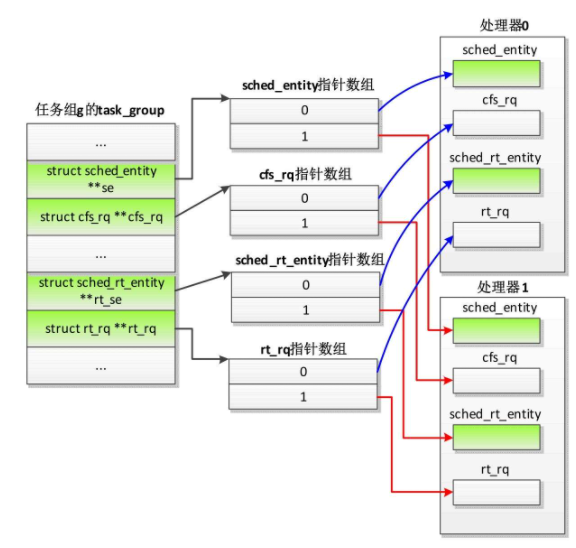 任务组g的task_group
...
struct sched_entity
**se
struct cfs_rq **cfs_rq
...
struct sched_rt_entity
**rt_se
struct rt_rq **rt_rq
...
sched_entity指针数组
0
1
cfs_rq指针数组
0
1
sched_rt_entity指针数组
0
1
rt_rq指针数组
0
1
处理器0
sched_entity
cfs_rq
sched_rt_entity
rt_rq
处理器1
sched_entity
cfs_rq
sched_rt_entity
rt_rq